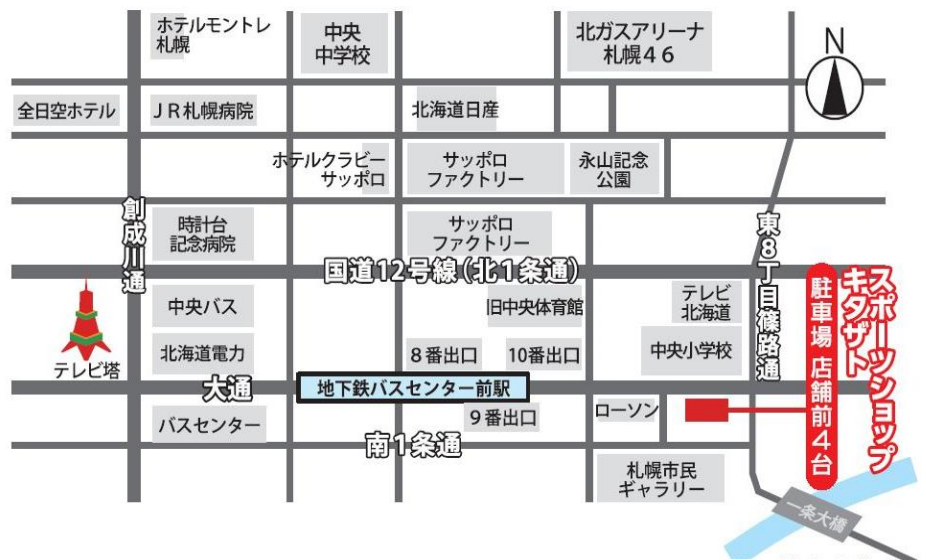 ホテルモントレ
札幌
中央
中学校
北ガスアリーナ
札幌46
N
全日空ホテル
JR札幌病院
北海道日産
ホテルクラビー
サッポロ
サッポロ
ファクトリー
永山記念
公園
創成川通
時計台
記念病院
サッポロ
ファクトリー
東8丁目篠路通
国道12号線(北1条通)
スポーツショップ
キタザト
駐車場 店舗前4台
中央バス
旧中央体育館
テレビ
北海道
テレビ塔
北海道電力
8番出口
10番出口
中央小学校
大通
地下鉄バスセンター前駅
バスセンター
9番出口
ローソン
南1条通
札幌市民
ギャラリー
一条大橋